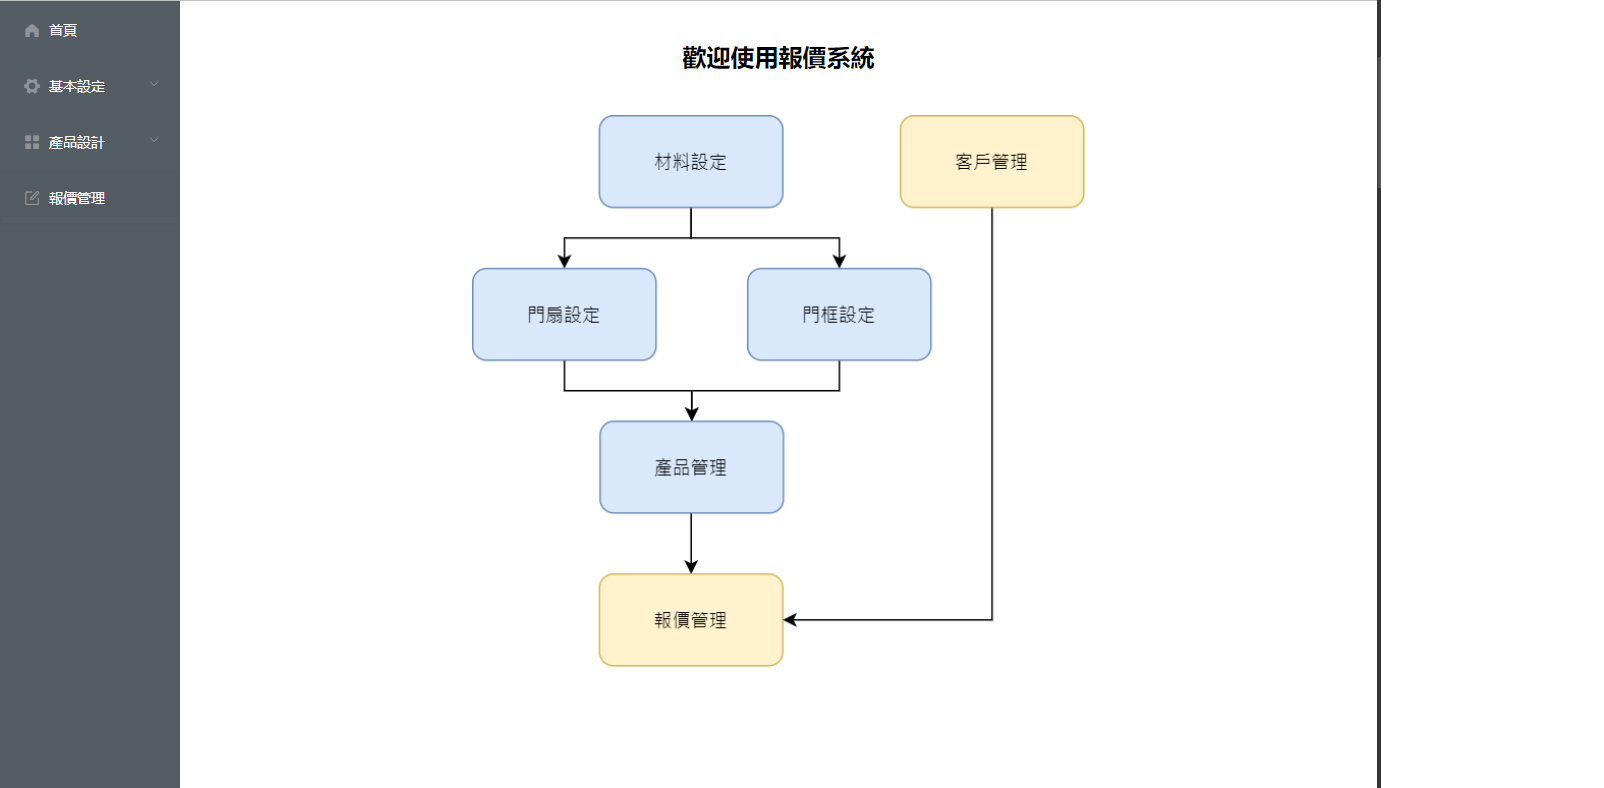 首頁
基本設定
產品設計
報價管理
歡迎使用報價系統
材料設定
客戶管理
門扇設定
門框設定
產品管理
報價管理